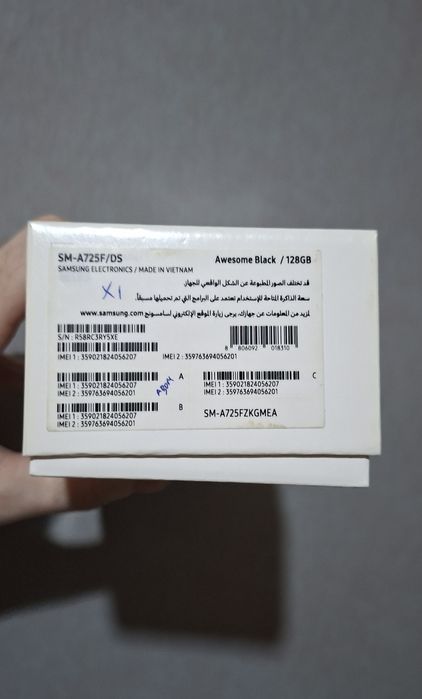 SM-A725F/DS
Awesome Black / 128GB
SAMSUNG ELECTRONICS / MADE IN VIETNAM
قد تختلف الصور المطبوعة عن الشكل الواقعي للجهاز.
سعة الذاكرة المتاحة للإستخدام تعتمد على البرامج التي تم تحميلها مسبقاً.
لمزيد من المعلومات عن جهازك، يرجى زيارة الموقع الإلكتروني لسامسونج www.samsung.com
X1
S/N : R58RC3RY5XE
8 806092 018310
IMEI 1 : 359021824056207
IMEI 2 : 359763694056201
A
IMEI 1 : 359021824056207
IMEI 2 : 359763694056201
C
IMEI 1 : 359021824056207
IMEI 2 : 359763694056201
B
IMEI 1 : 359021824056207
IMEI 2 : 359763694056201
SM-A725FZKGMEA